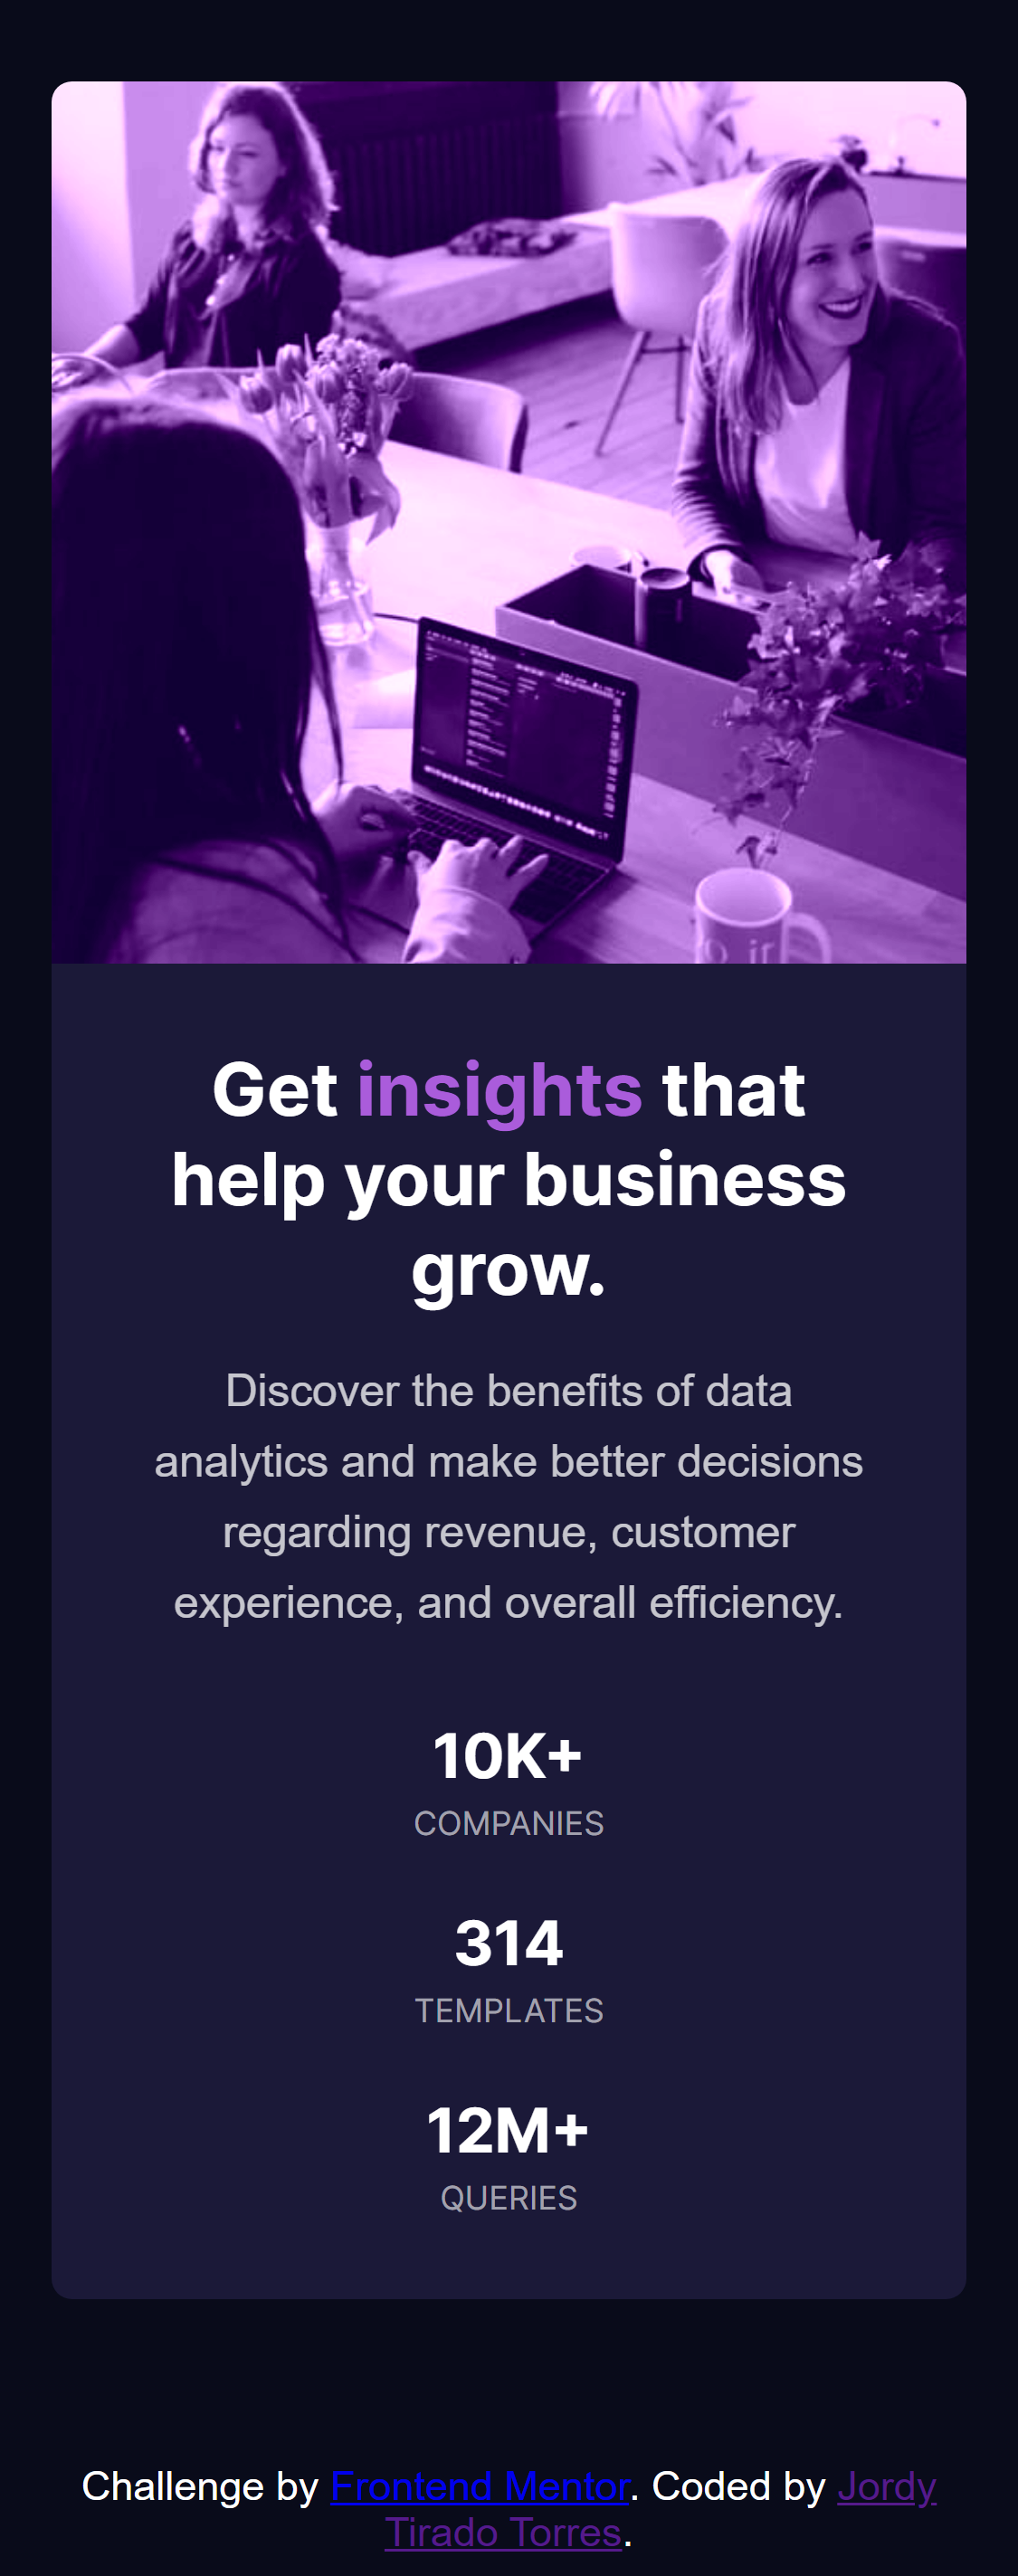 Get insights that
help your business
grow.
Discover the benefits of data
analytics and make better decisions
regarding revenue, customer
experience, and overall efficiency.
10K+
COMPANIES
314
TEMPLATES
12M+
QUERIES
Challenge by Frontend Mentor. Coded by Jordy
Tirado Torres.